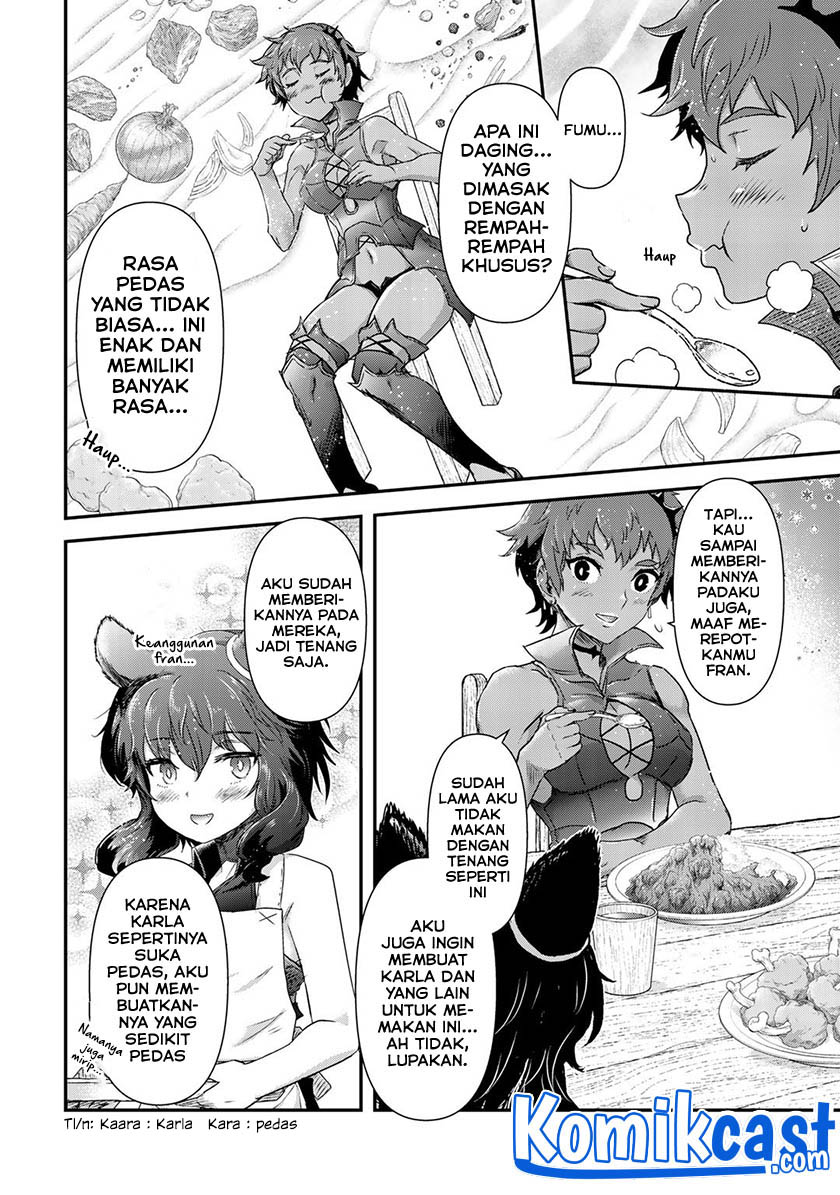 FUMU...
Haup
APA INI
DAGING...
YANG
DIMASAK
DENGAN
REMPAH-
REMPAH
KHUSUS?
RASA
PEDAS
YANG TIDAK
BIASA... INI
ENAK DAN
MEMILIKI
BANYAK
RASA...
Haup...
TAPI...
KAU
SAMPAI
MEMBERI-
KANNYA
PADAKU
JUGA,
MAAF ME-
REPOT-
KANMU
FRAN.
SUDAH
LAMA AKU
TIDAK
MAKAN
DENGAN
TENANG
SEPERTI
INI
AKU
JUGA INGIN
MEMBUAT
KARLA DAN
YANG LAIN
UNTUK ME-
MAKAN INI...
AH TIDAK,
LUPAKAN.
AKU SUDAH
MEMBERI-
KANNYA PADA
MEREKA,
JADI TENANG
SAJA.
Keanggunan
fran...
KARENA
KARLA
SEPERTINYA
SUKA
PEDAS, AKU
PUN MEM-
BUATKAN-
NYA YANG
SEDIKIT
PEDAS
Namanya
juga
mirip...
Tl/n: Kaara : Karla Kara : pedas
Komikcast
.com